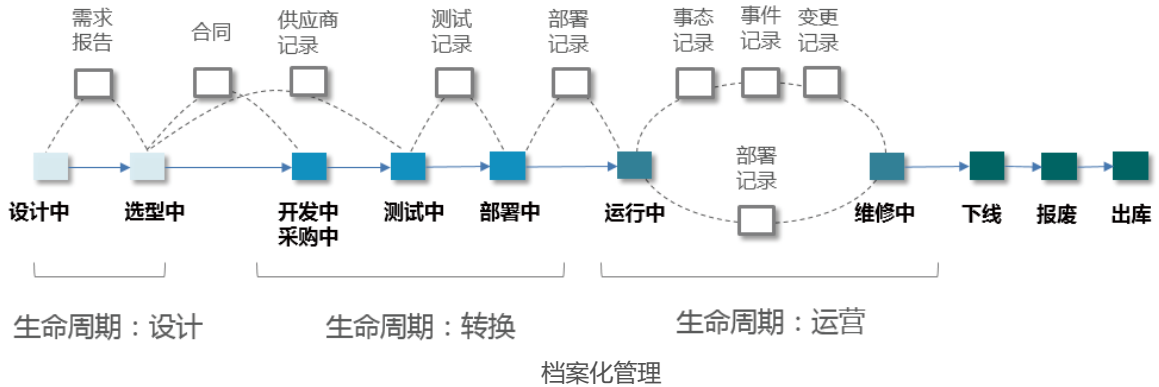 需求
报告
合同
供应商
记录
测试
记录
部署
记录
事态
记录
事件
记录
变更
记录
部署
记录
设计中
选型中
开发中
采购中
测试中
部署中
运行中
维修中
下线
报废
出库
生命周期：设计
生命周期：转换
生命周期：运营
档案化管理